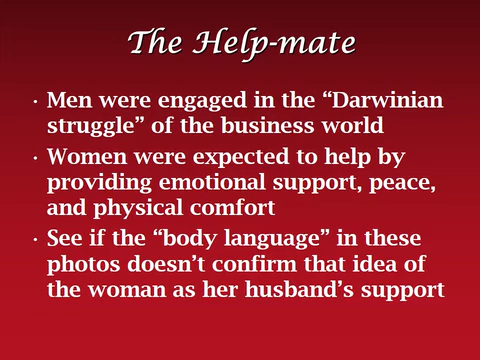 The Help-mate
· Men were engaged in the “Darwinian
struggle” of the business world
· Women were expected to help by
providing emotional support, peace,
and physical comfort
· See if the “body language” in these
photos doesn’t confirm that idea of
the woman as her husband’s support